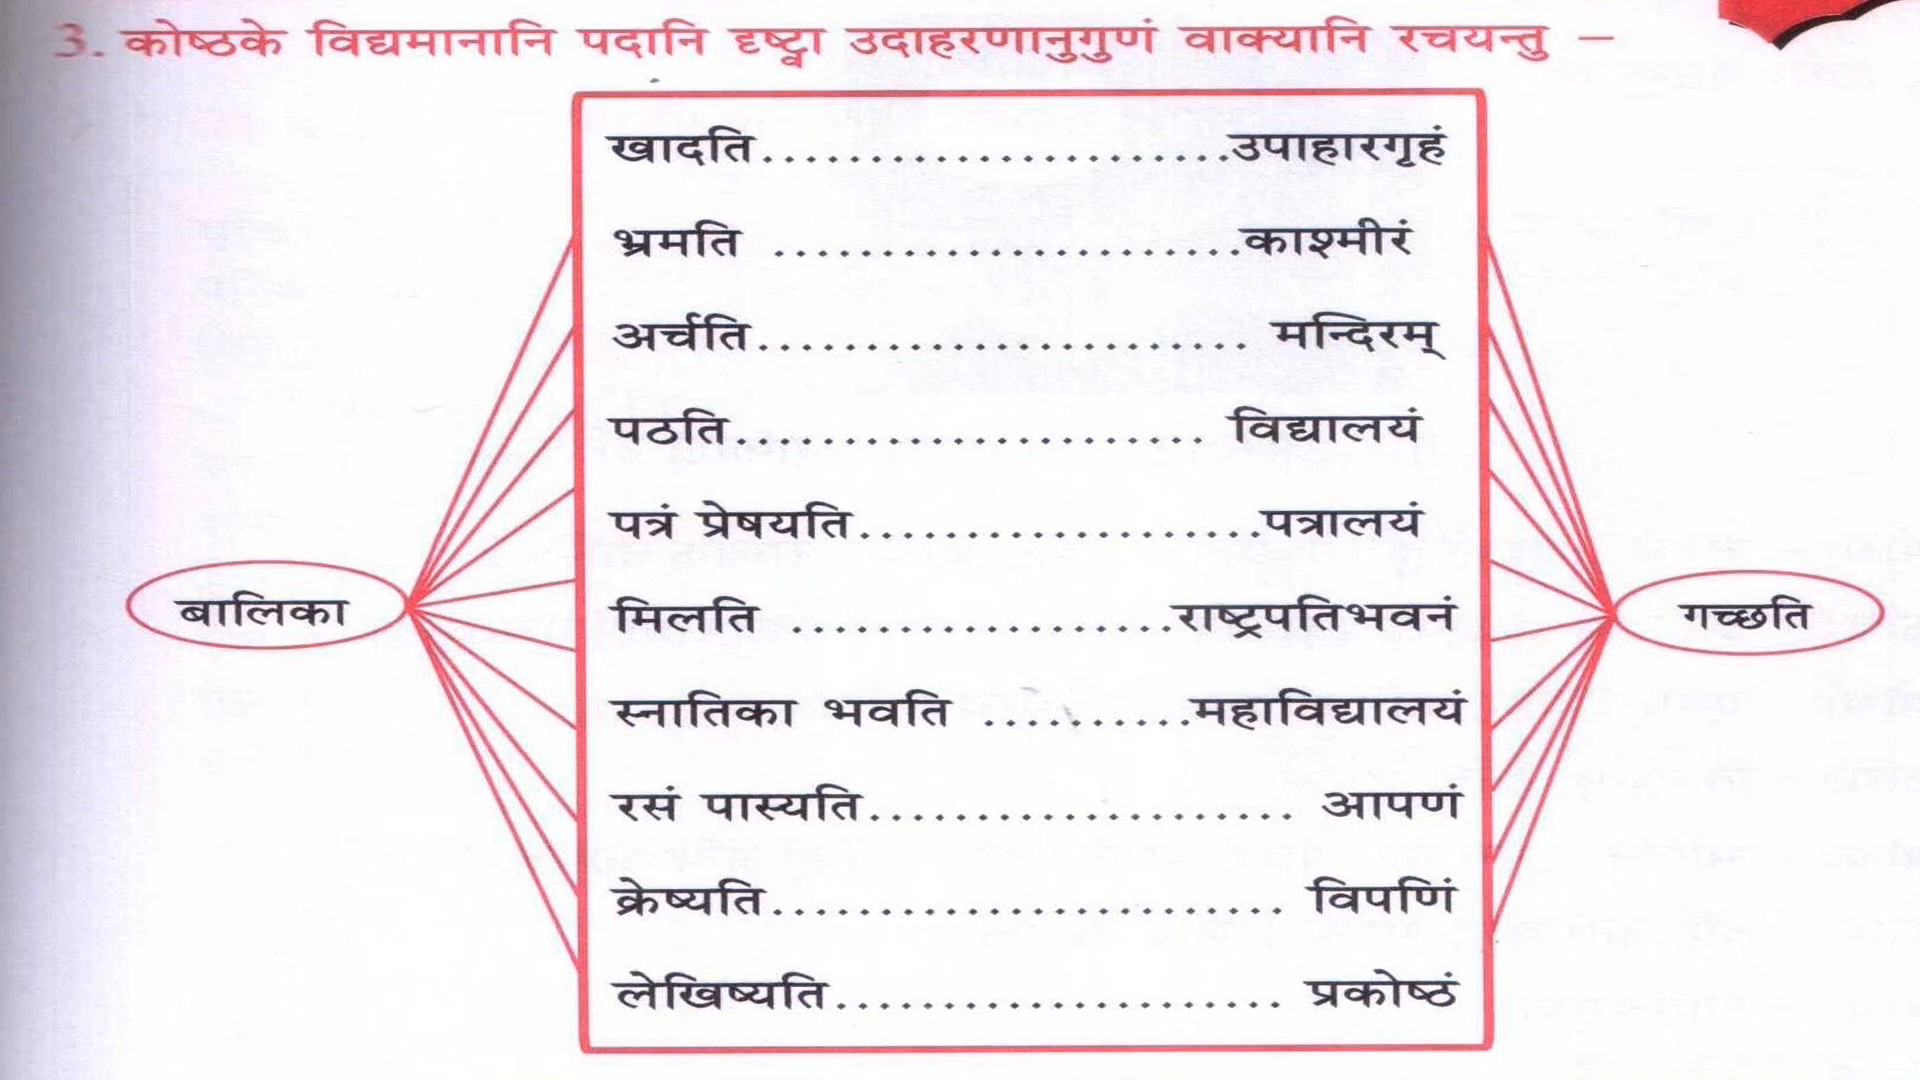 3. कोष्ठके विद्यमानानि पदानि दृष्ट्वा उदाहरणानुगुणं वाक्यानि रचयन्तु –
खादति......................उपाहारगृहं
भ्रमति ......................काश्मीरं
अर्चति....................... मन्दिरम्
पठति...................... विद्यालयं
पत्रं प्रेषयति...................पत्रालयं
बालिका
मिलति ..................राष्ट्रपतिभवनं
गच्छति
स्नातिका भवति ..........महाविद्यालयं
रसं पास्यति.................... आपणं
क्रेष्यति........................ विपणिं
लेखिष्यति..................... प्रकोष्ठं